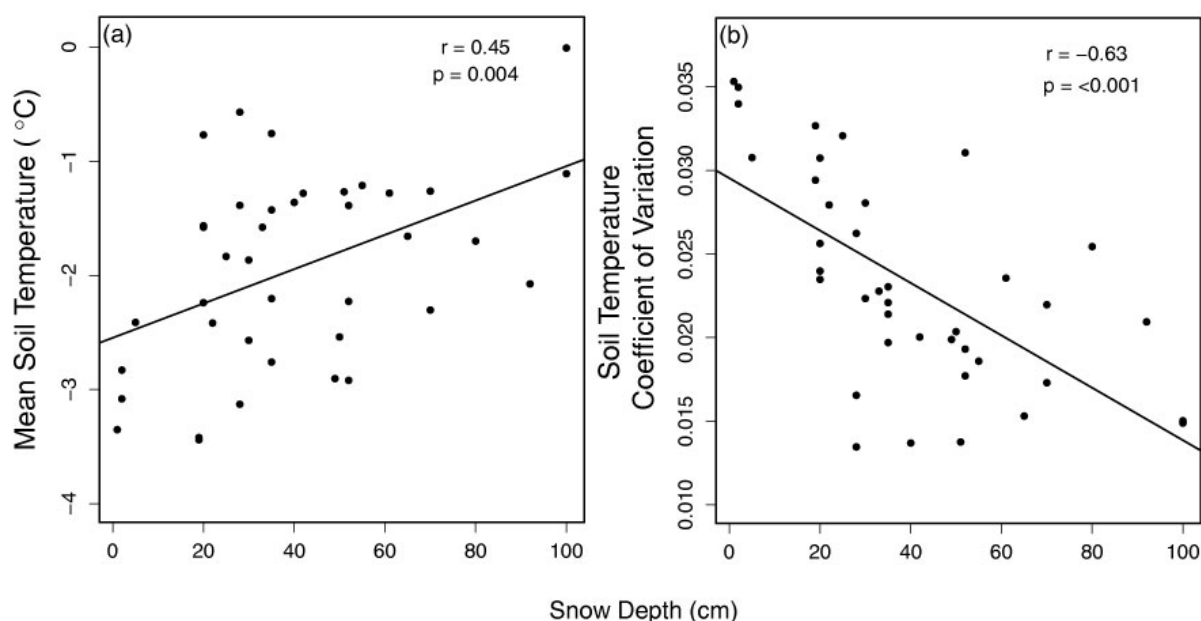 (a)
r = 0.45
p = 0.004
Mean Soil Temperature ( °C)
0
−1
−2
−3
−4
0 20 40 60 80 100
(b)
r = −0.63
p = <0.001
Soil Temperature
Coefficient of Variation
0.035
0.030
0.025
0.020
0.015
0.010
0 20 40 60 80 100
Snow Depth (cm)